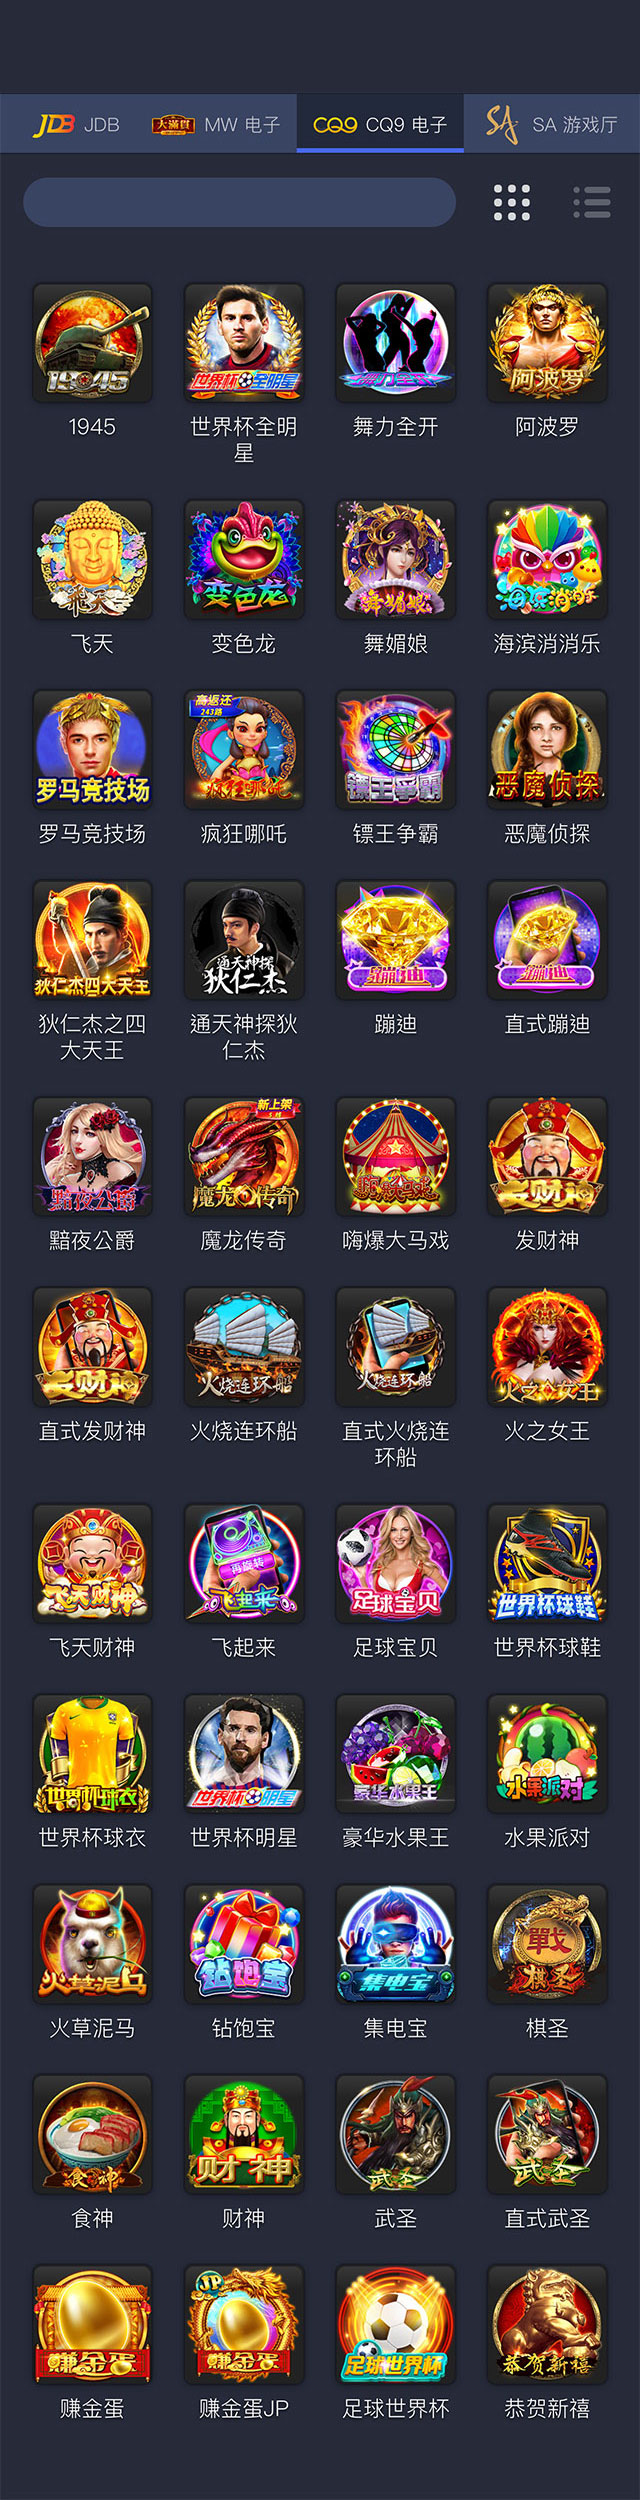 JDB JDB 大滿貫 MW 电子 CQ9 CQ9 电子 SA SA 游戏厅
1945 世界杯全明星 舞力全开 阿波罗
1945 世界杯全明 舞力全开 阿波罗
星
飞天 变色龙 舞媚娘 海滨消消乐
飞天 变色龙 舞媚娘 海滨消消乐
高返还
243路
罗马竞技场 疯狂哪吒 镖王争霸 恶魔侦探
罗马竞技场 疯狂哪吒 镖王争霸 恶魔侦探
通天神探
狄仁杰四大天王 狄仁杰 蹦迪 蹦迪
狄仁杰之四 通天神探狄 蹦迪 直式蹦迪
大天王 仁杰
新上架
黯夜公爵 魔龙传奇 嗨爆大马戏 发财神
黯夜公爵 魔龙传奇 嗨爆大马戏 发财神
发财神 火烧连环船 火烧连环船 火之女王
直式发财神 火烧连环船 直式火烧连 火之女王
环船
再旋转
飞天财神 飞起来 足球宝贝 世界杯球鞋
飞天财神 飞起来 足球宝贝 世界杯球鞋
世界杯球衣 世界杯明星 豪华水果王 水果派对
世界杯球衣 世界杯明星 豪华水果王 水果派对
戰
火草泥马 钻饱宝 集电宝 棋圣
火草泥马 钻饱宝 集电宝 棋圣
食神 财神 武圣 武圣
食神 财神 武圣 直式武圣
JP
赚金蛋 赚金蛋 足球世界杯 恭贺新禧
赚金蛋 赚金蛋JP 足球世界杯 恭贺新禧